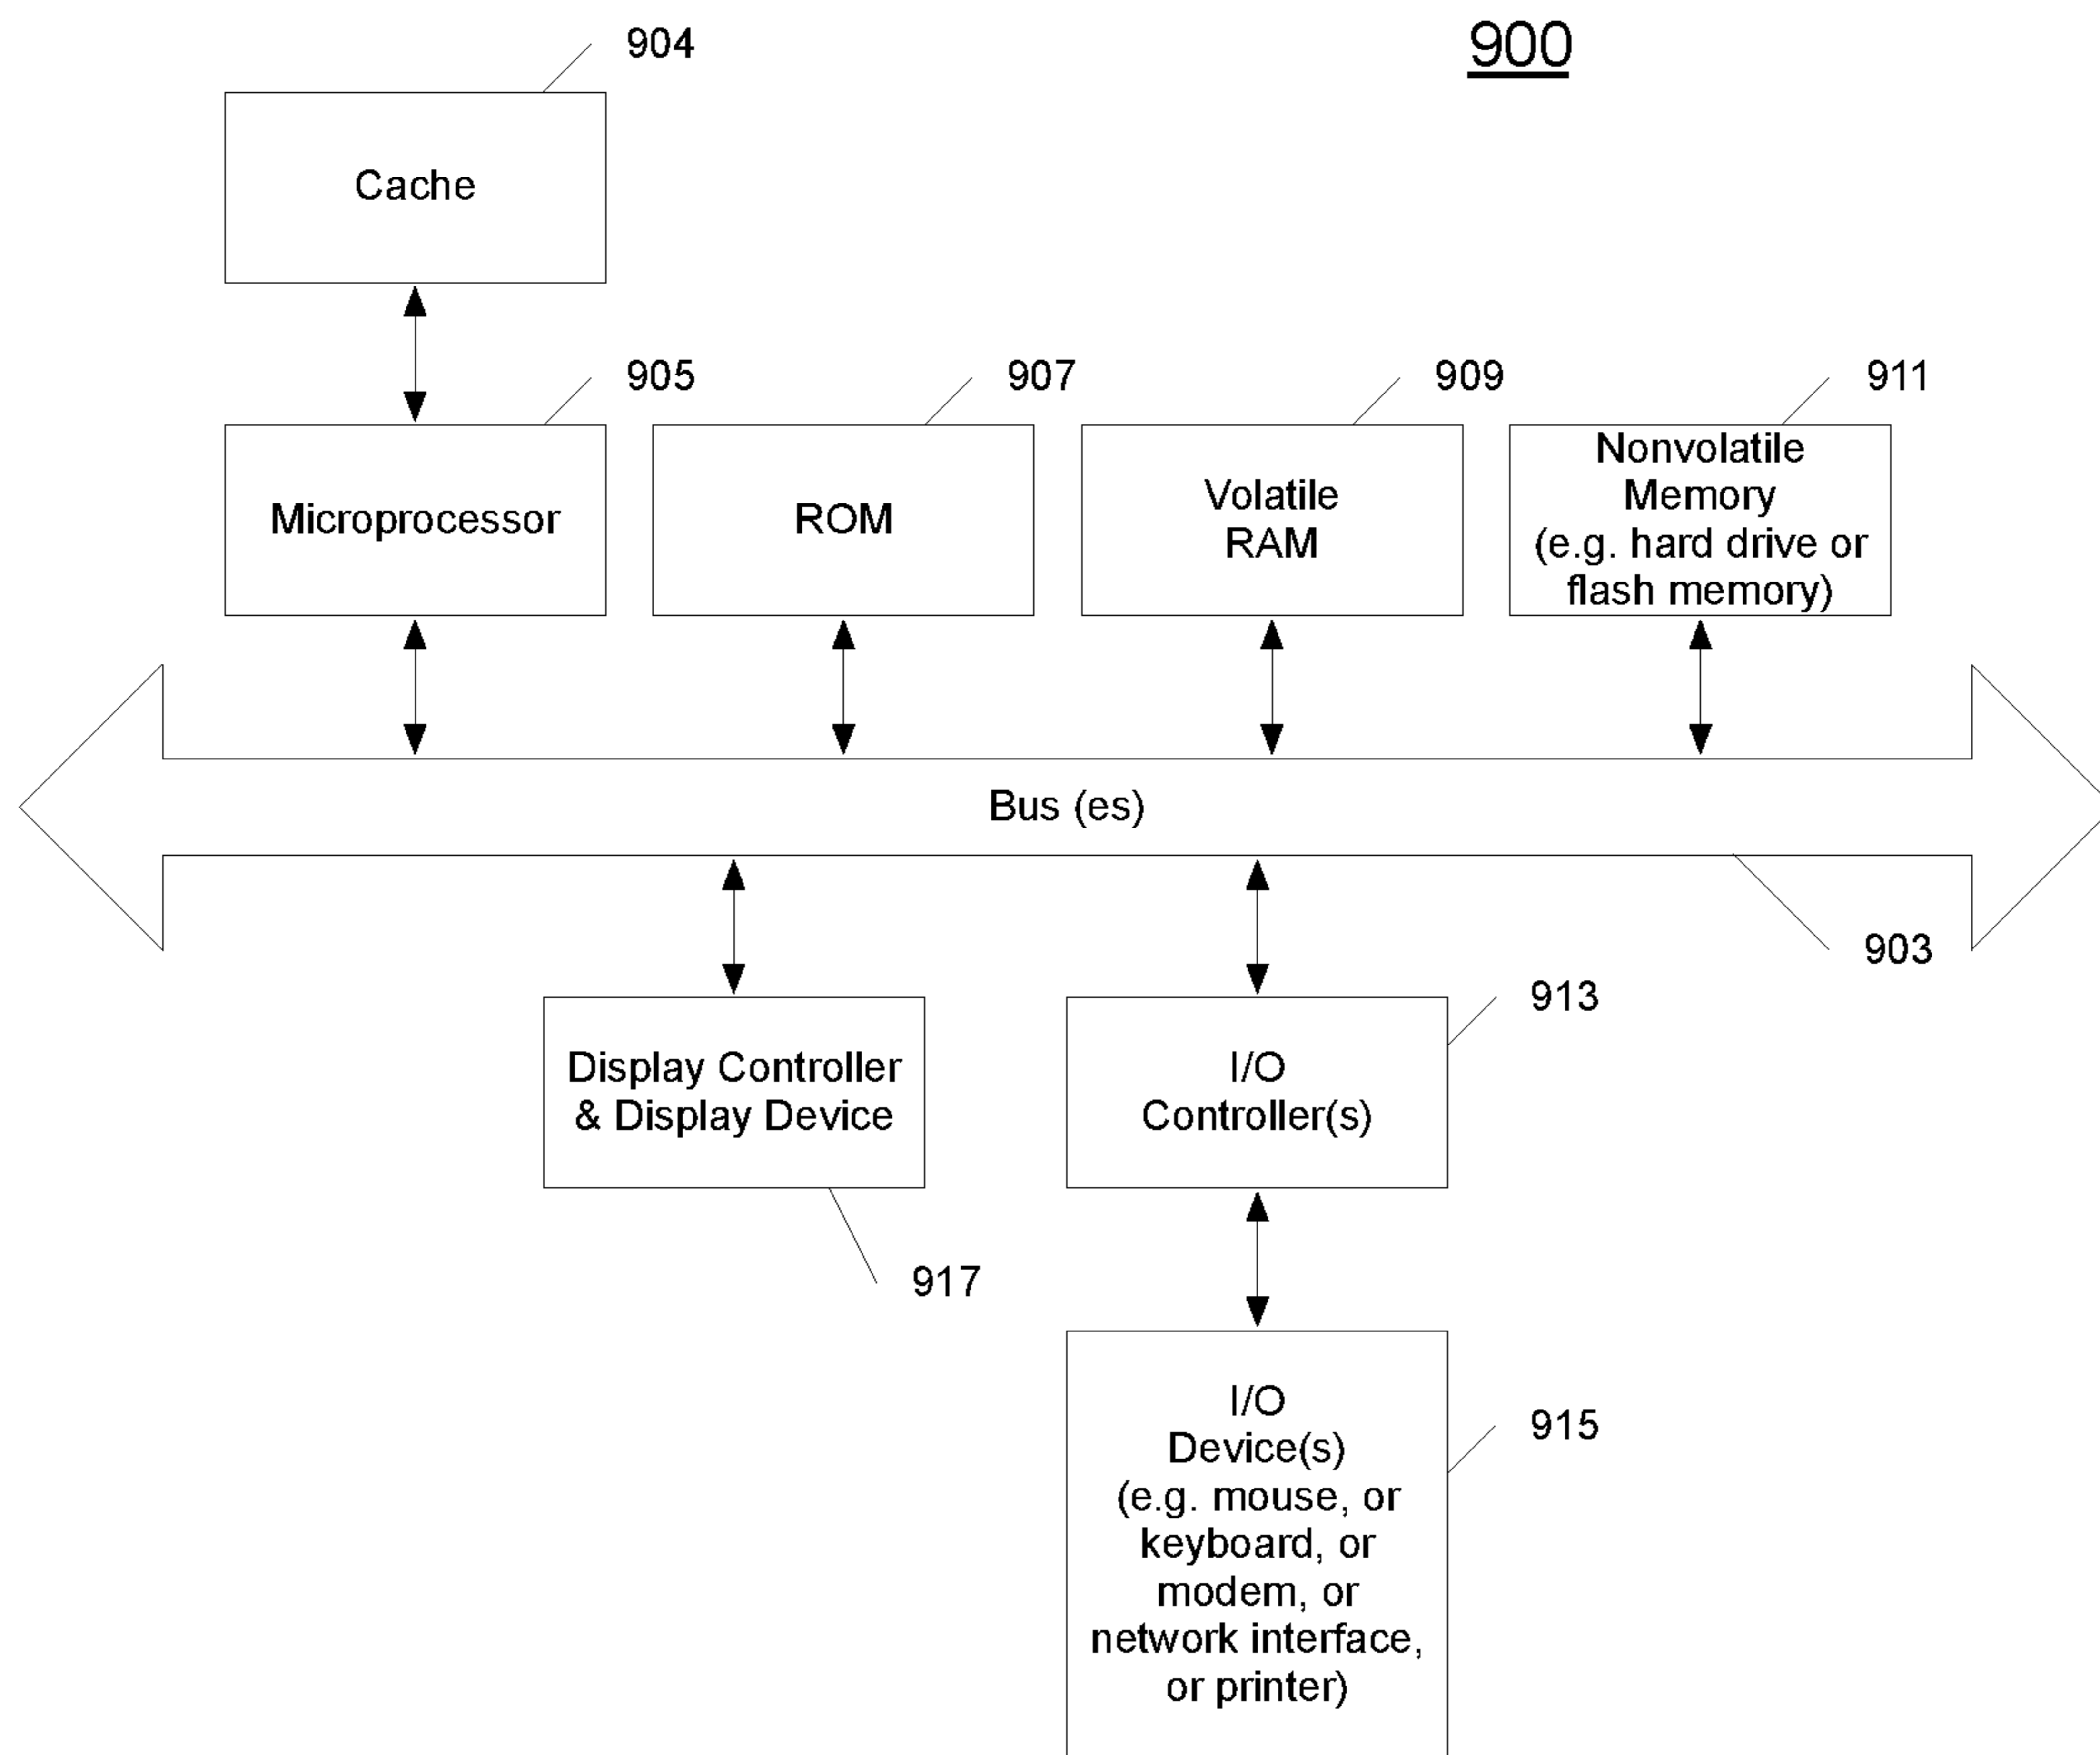 904
900
Cache
905
907
909
911
Microprocessor
ROM
Volatile
RAM
Nonvolatile
Memory
(e.g. hard drive or
flash memory)
Bus (es)
903
913
Display Controller
& Display Device
I/O
Controller(s)
917
915
I/O
Device(s)
(e.g. mouse, or
keyboard, or
modem, or
network interface,
or printer)